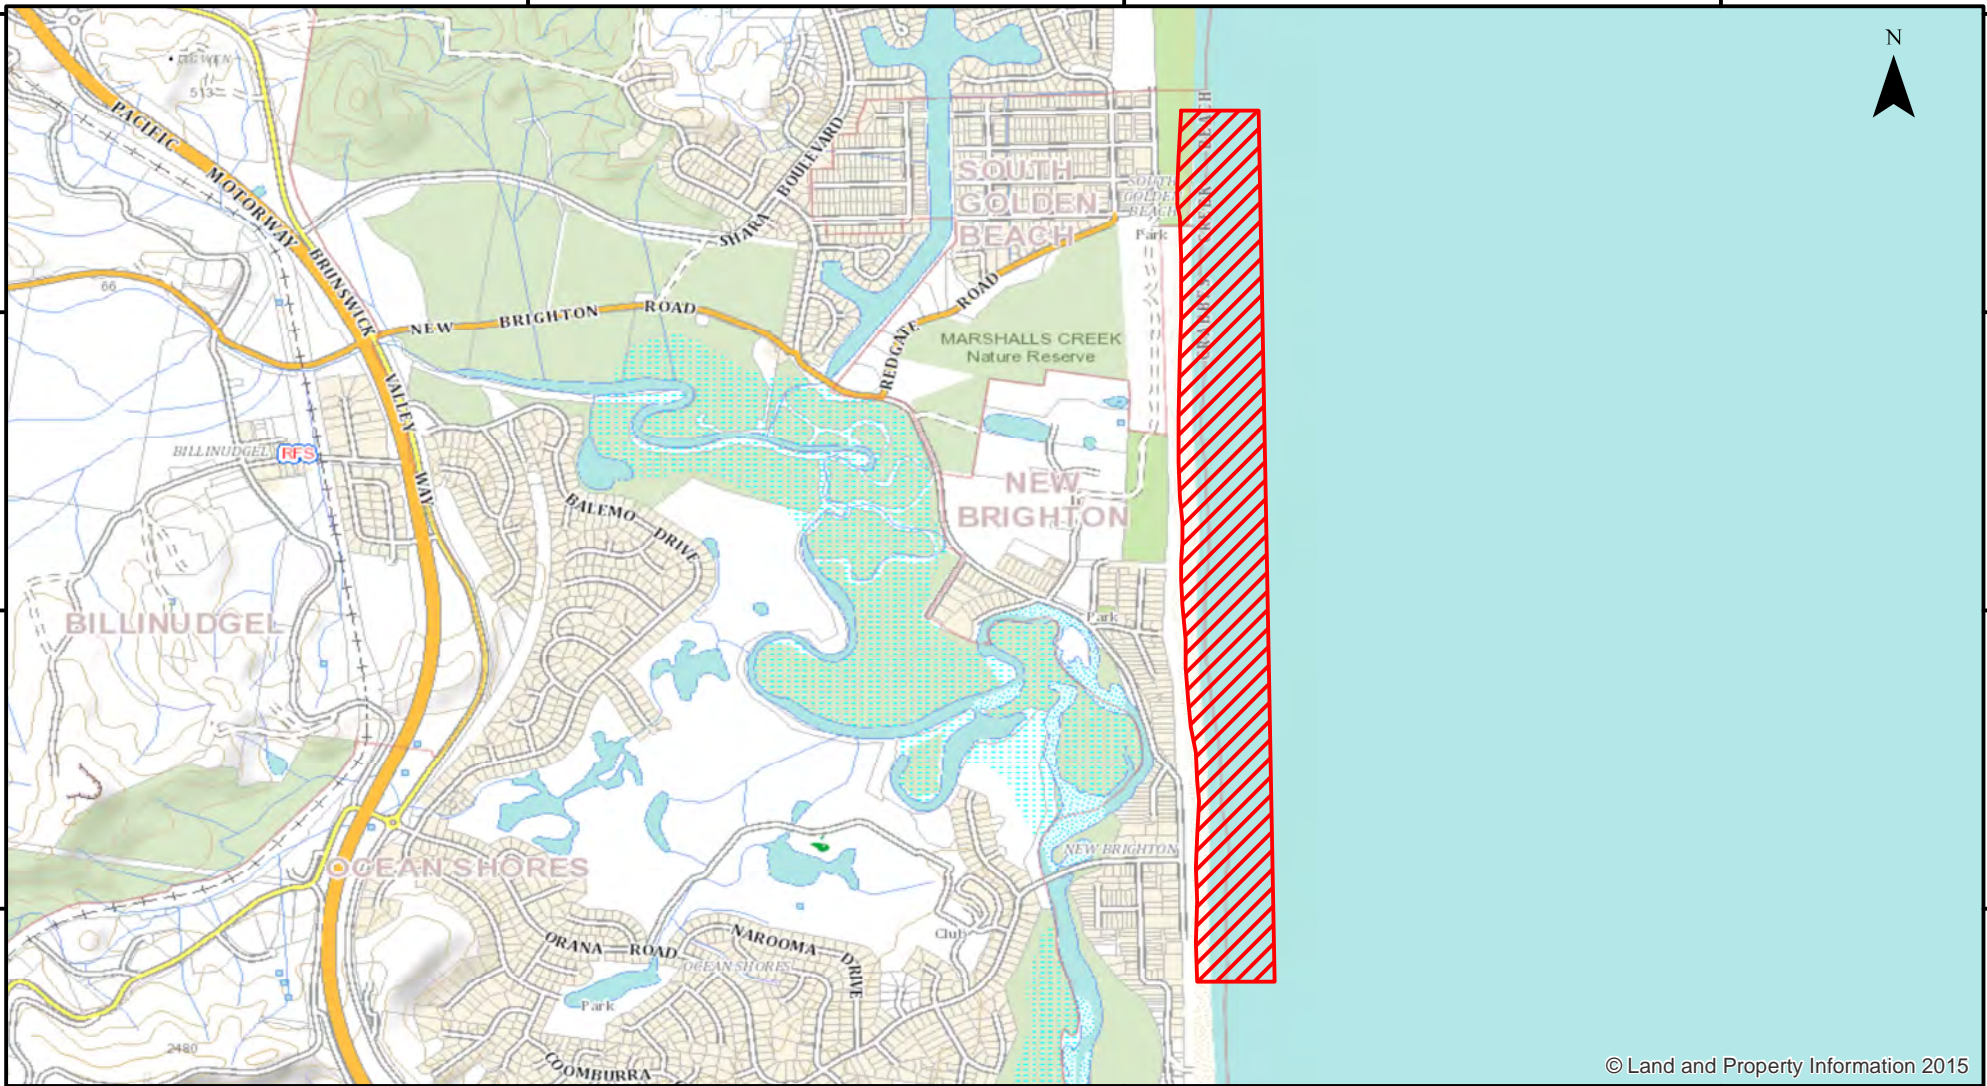 N
513
PACIFIC MOTORWAY
BRUNSWICK VALLEY WAY
SHARA BOULEVARD
SOUTH
GOLDEN
BEACH
SOUTH
GOLDEN
BEACH
Park
66
NEW BRIGHTON ROAD
REDGATE ROAD
MARSHALLS CREEK
Nature Reserve
BILLINUDGEL
RFS
BALEMO DRIVE
NEW
BRIGHTON
BILLINUDGEL
Park
OCEAN SHORES
NEW BRIGHTON
Club
ORANA ROAD
NAROOMA DRIVE
OCEAN SHORES
Park
2480
COOMBURRA
© Land and Property Information 2015